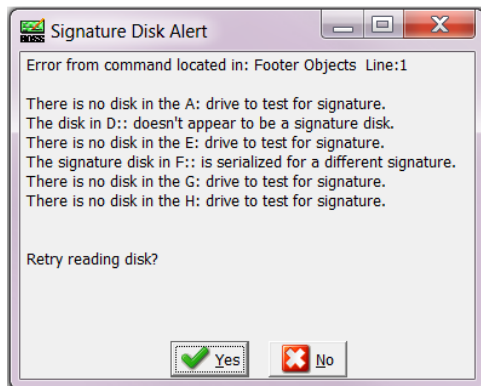 BOSS
Signature Disk Alert
Error from command located in: Footer Objects Line:1
There is no disk in the A: drive to test for signature.
The disk in D:: doesn't appear to be a signature disk.
There is no disk in the E: drive to test for signature.
The signature disk in F:: is serialized for a different signature.
There is no disk in the G: drive to test for signature.
There is no disk in the H: drive to test for signature.
Retry reading disk?
Yes
No